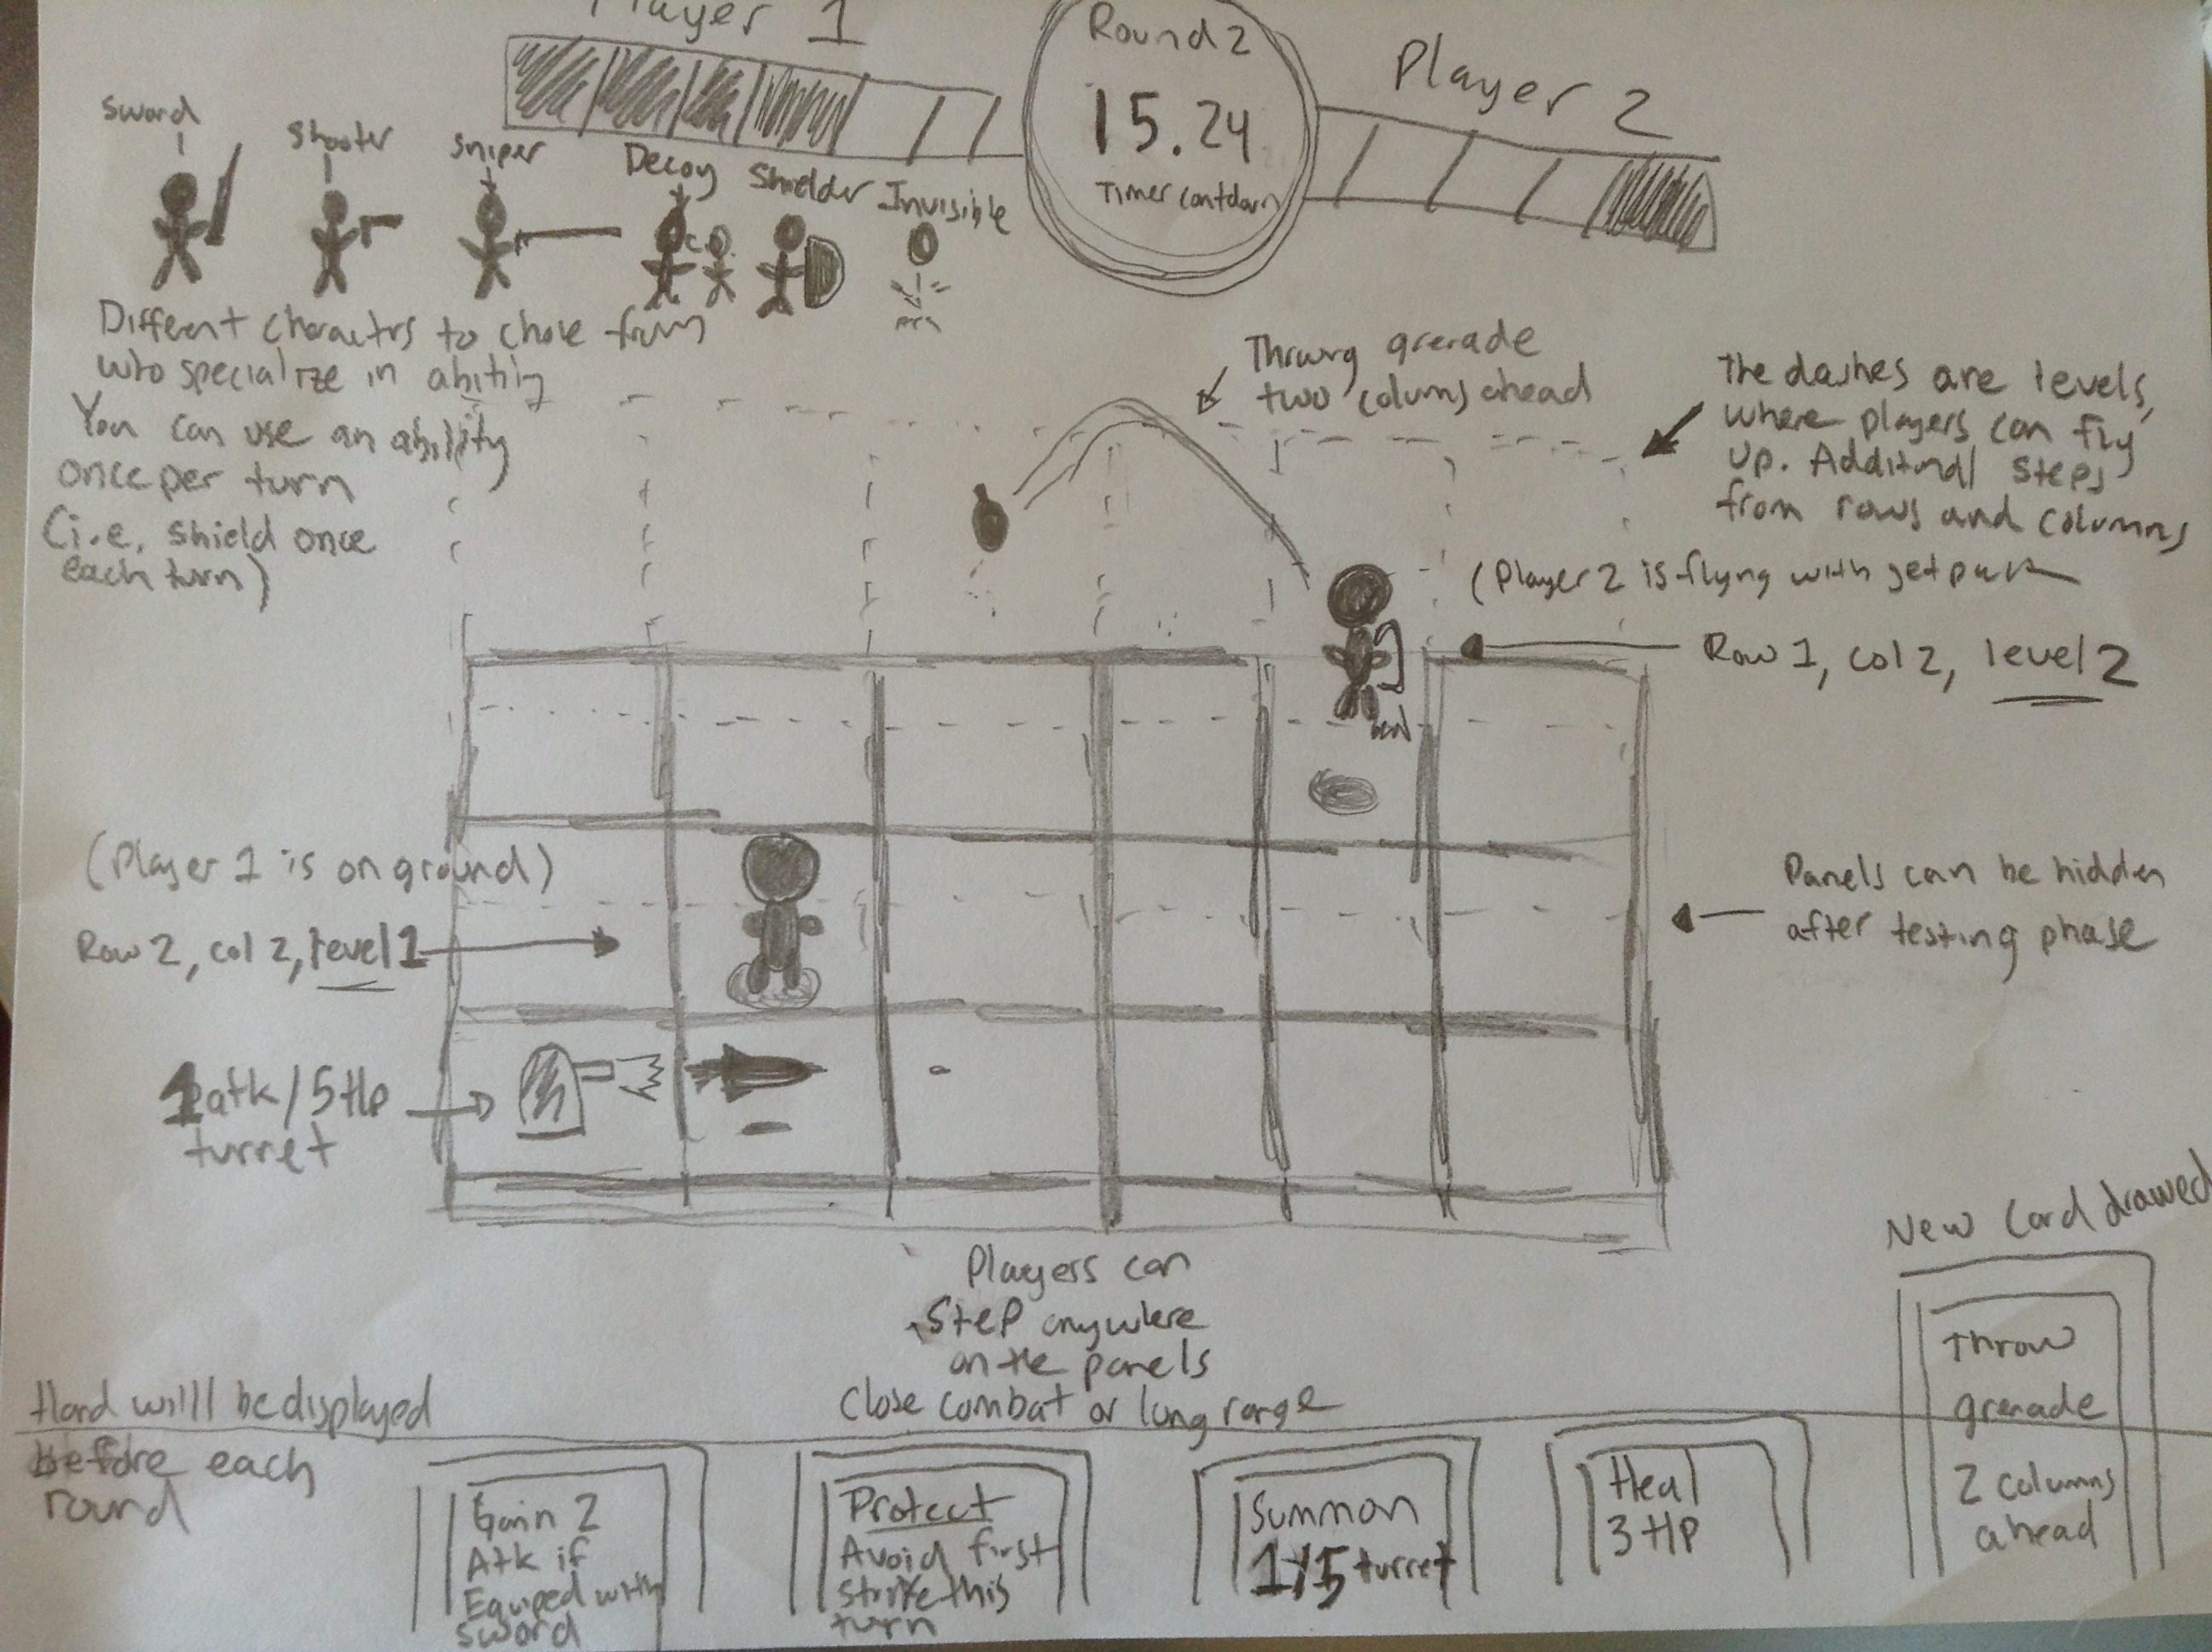 Player 1
Round 2
15.24
Timer countdown
Player 2
Sword
Shooter
Sniper
Decoy
Shielder
Invisible
Different charactrs to chose from
who specialize in ability
You can use an ability
once per turn
(i.e. shield once
each turn)
Throwing grenade
two colums ahead
The dashes are levels,
where players can fly
up. Additional steps
from rows and columns
(Player 2 is flying with jetpack
Row 1, col 2, level 2
(Player 1 is on ground)
Row 2, col 2, level 1
Panels can be hidden
after testing phase
1 atk / 5 Hp
turret
Players can
step anywhere
on the panels
Close combat or long range
New Card drawed
Hand willl be displayed
before each
round
Gain 2
Atk if
Equiped with
sword
Protect
Avoid first
strike this
turn
Summon
1/5 turret
Heal
3 HP
Throw
grenade
2 columns
ahead